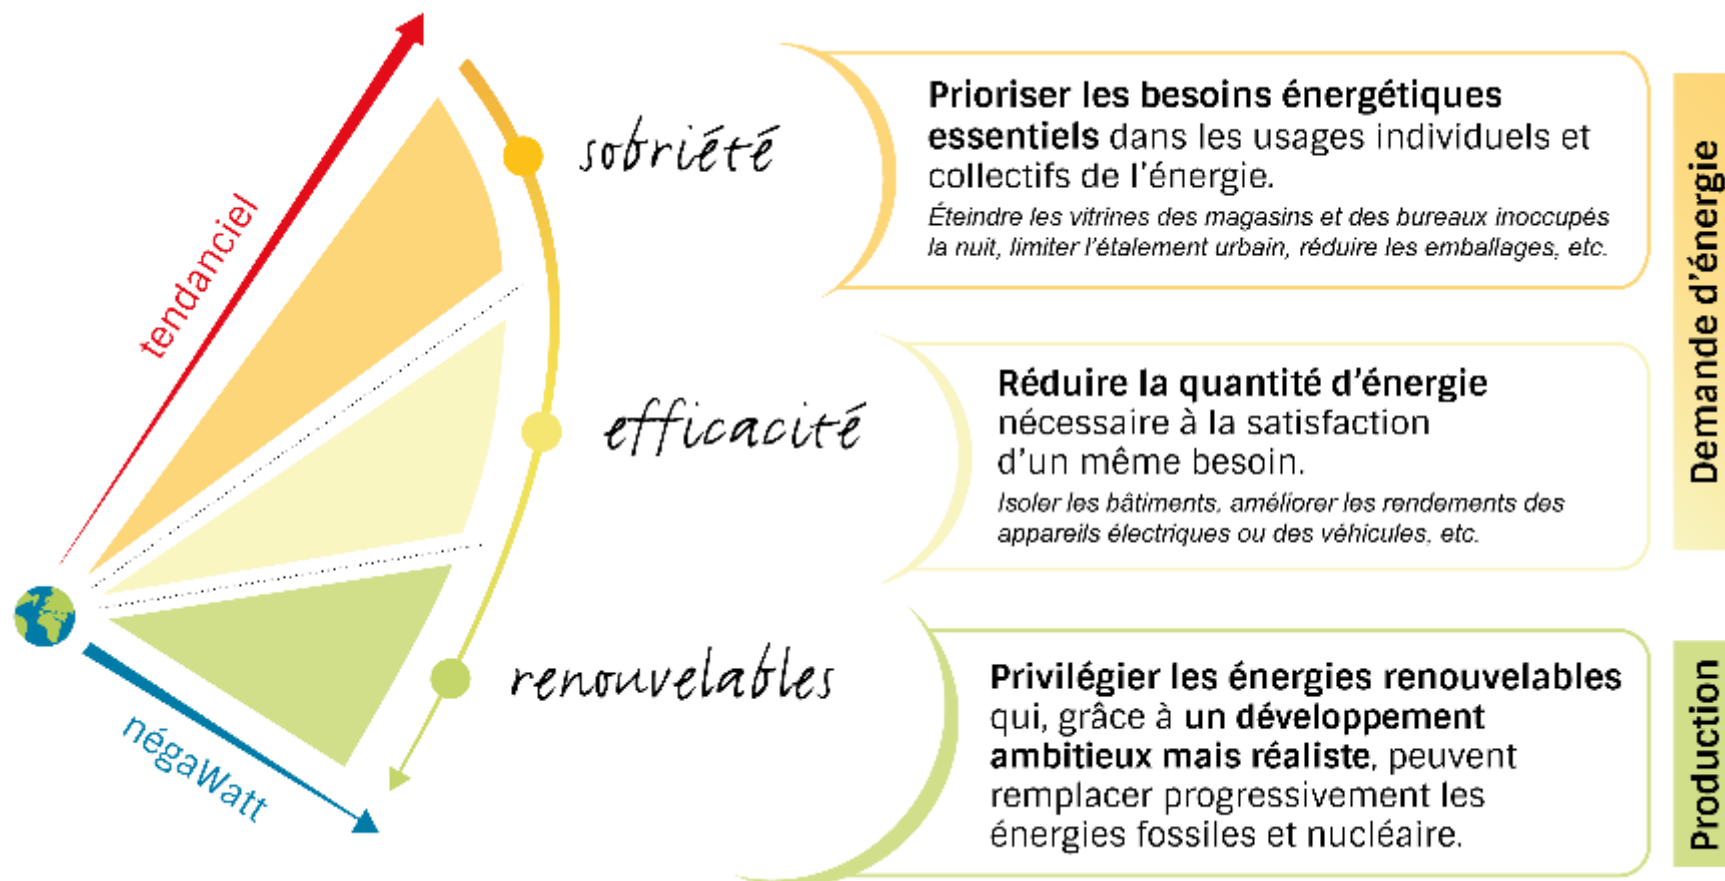 tendanciel
négaWatt
sobriété
Prioriser les besoins énergétiques
essentiels dans les usages individuels et
collectifs de l'énergie.
Éteindre les vitrines des magasins et des bureaux inoccupés
la nuit, limiter l'étalement urbain, réduire les emballages, etc.
efficacité
Réduire la quantité d'énergie
nécessaire à la satisfaction
d'un même besoin.
Isoler les bâtiments, améliorer les rendements des
appareils électriques ou des véhicules, etc.
Demande d'énergie
renouvelables
Privilégier les énergies renouvelables
qui, grâce à un développement
ambitieux mais réaliste, peuvent
remplacer progressivement les
énergies fossiles et nucléaire.
Production